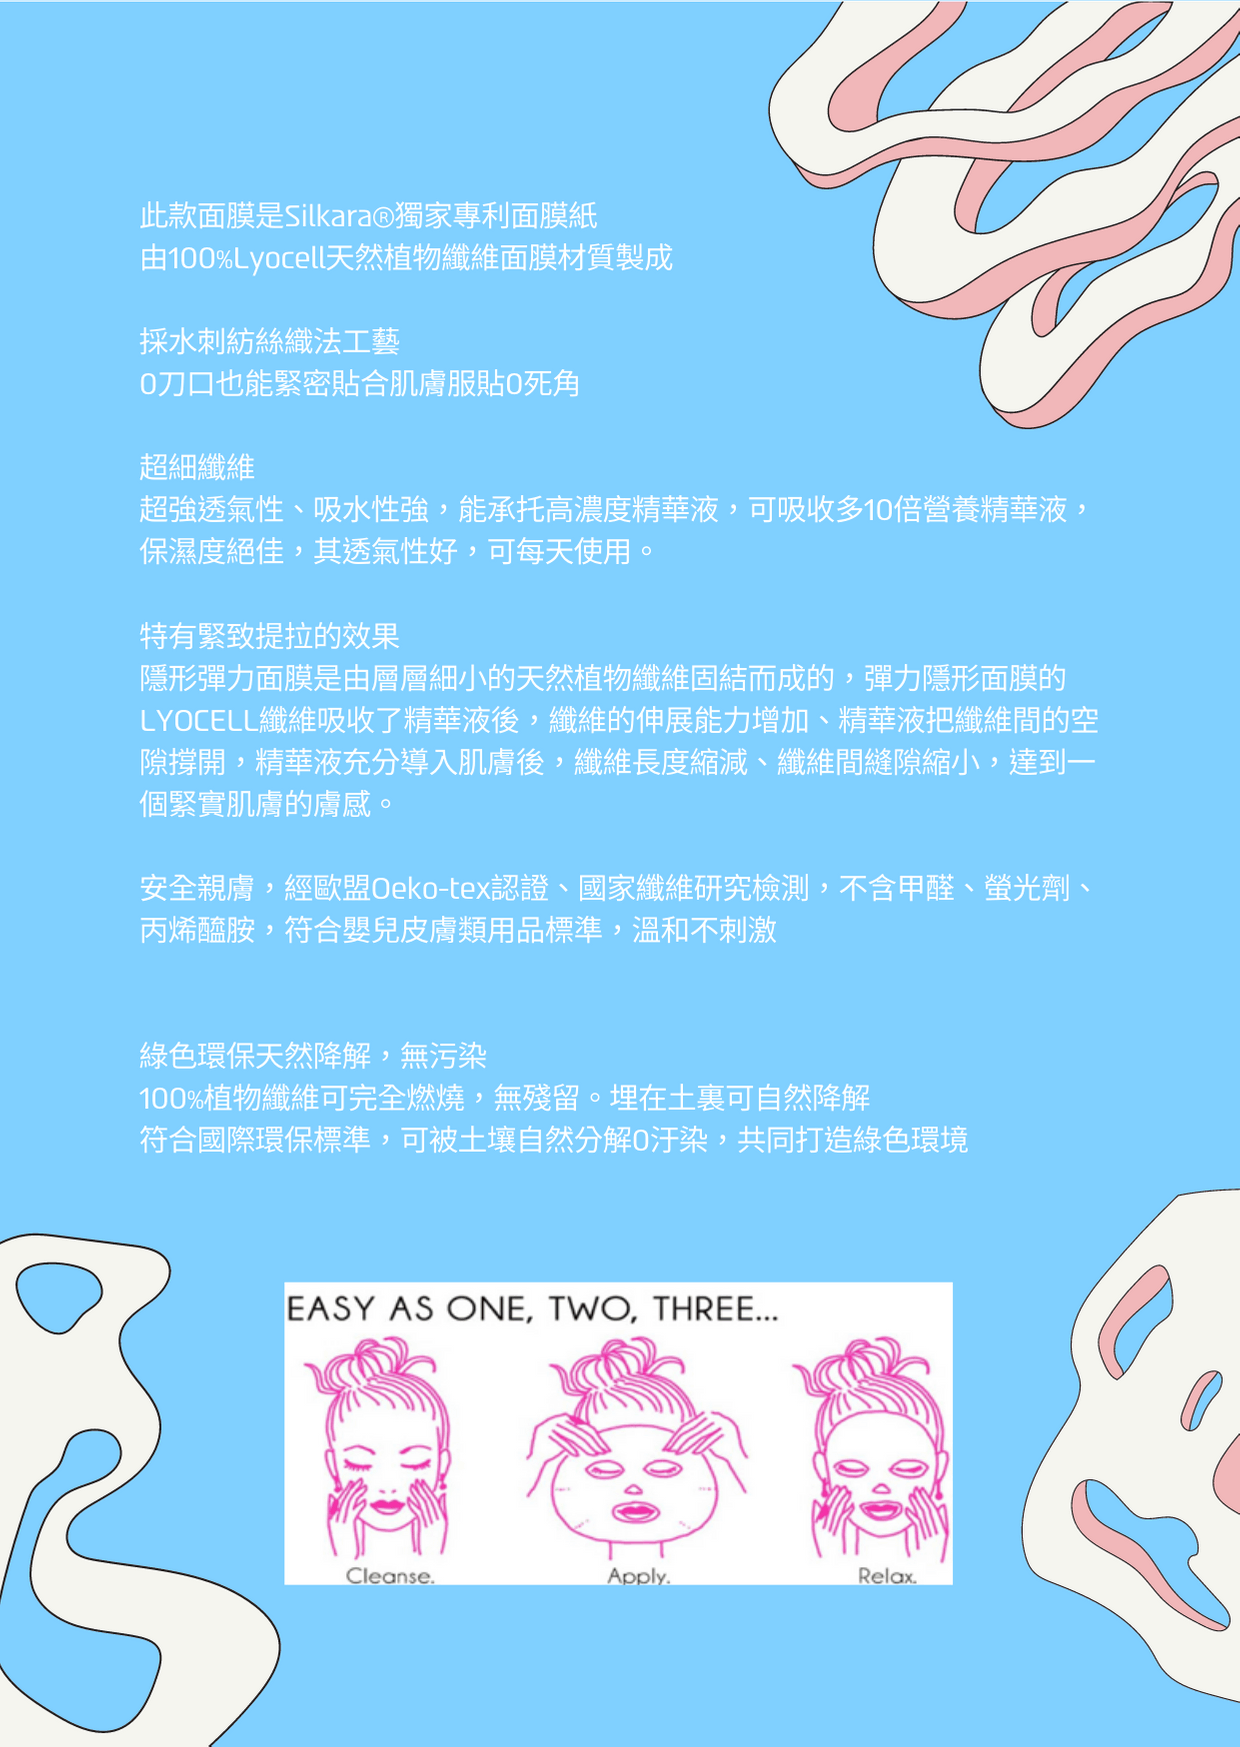 此款面膜是Silkara®獨家專利面膜紙
由100%Lyocell天然植物纖維面膜材質製成
採水刺紡絲織法工藝
0刀口也能緊密貼合肌膚服貼0死角
超細纖維
超強透氣性、吸水性強，能承托高濃度精華液，可吸收多10倍營養精華液，
保濕度絕佳，其透氣性好，可每天使用。
特有緊致提拉的效果
隱形彈力面膜是由層層細小的天然植物纖維固結而成的，彈力隱形面膜的
LYOCELL纖維吸收了精華液後，纖維的伸展能力增加、精華液把纖維間的空
隙撐開，精華液充分導入肌膚後，纖維長度縮減、纖維間縫隙縮小，達到一
個緊實肌膚的膚感。
安全親膚，經歐盟Oeko-tex認證、國家纖維研究檢測，不含甲醛、螢光劑、
丙烯醯胺，符合嬰兒皮膚類用品標準，溫和不刺激
綠色環保天然降解，無污染
100%植物纖維可完全燃燒，無殘留。埋在土裏可自然降解
符合國際環保標準，可被土壤自然分解0汙染，共同打造綠色環境
EASY AS ONE, TWO, THREE...
Cleanse.
Apply.
Relax.